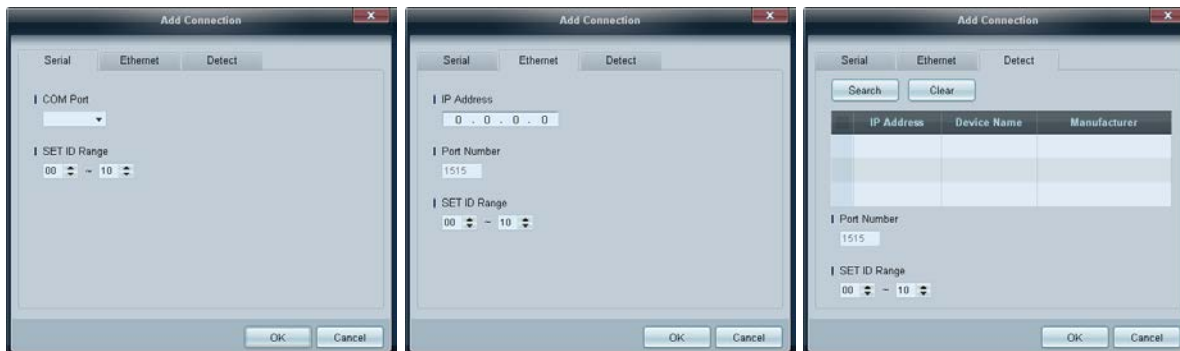 Add Connection
Serial Ethernet Detect
COM Port
SET ID Range
00 ~ 10
OK Cancel
Add Connection
Serial Ethernet Detect
IP Address
0 . 0 . 0 . 0
Port Number
1515
SET ID Range
00 ~ 10
OK Cancel
Add Connection
Serial Ethernet Detect
Search Clear
IP Address Device Name Manufacturer
Port Number
1515
SET ID Range
00 ~ 10
OK Cancel